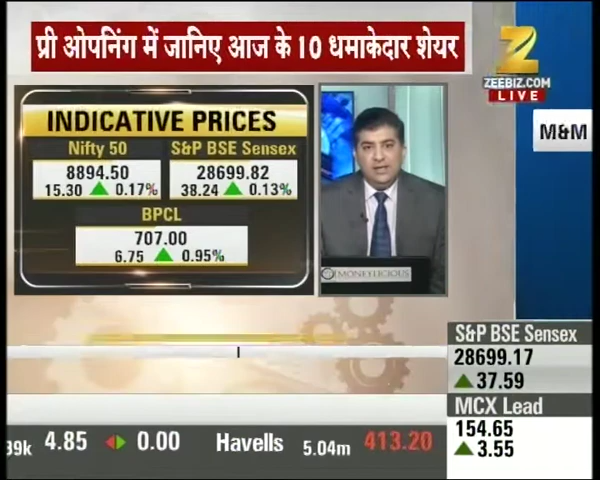 प्री ओपनिंग में जानिए आज के 10 धमाकेदार शेयर
Z
ZEEBIZ.COM
LIVE
M&M
INDICATIVE PRICES
Nifty 50
8894.50
15.30 ▲ 0.17%
S&P BSE Sensex
28699.82
38.24 ▲ 0.13%
BPCL
707.00
6.75 ▲ 0.95%
MONEYLICIOUS
S&P BSE Sensex
28699.17
▲ 37.59
MCX Lead
154.65
▲ 3.55
39k 4.85 0.00 Havells 5.04m 413.20